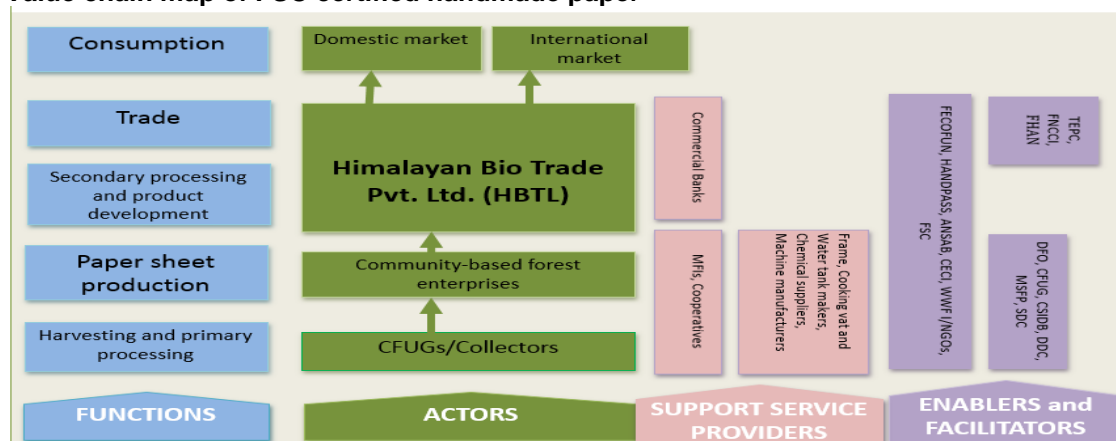 Value chain map of FSC certified handmade paper
Consumption
Domestic market
International
market
Trade
Secondary processing
and product
development
Himalayan Bio Trade
Pvt. Ltd. (HBTL)
Paper sheet
production
Community-based forest
enterprises
Harvesting and primary
processing
CFUGs/Collectors
Commercial Banks
MFIs, Cooperatives
Frame, Cooking vat and
Water tank makers,
Chemical suppliers,
Machine manufacturers
FECOFUN, HANDPASS, ANSAB, CECI, WWF I/NGOs,
FSC
TEPC,
FNCCI,
FHAN
DFO, CFUG, CSIDB, DDC,
MSFP, SDC
FUNCTIONS
ACTORS
SUPPORT SERVICE
PROVIDERS
ENABLERS and
FACILITATORS